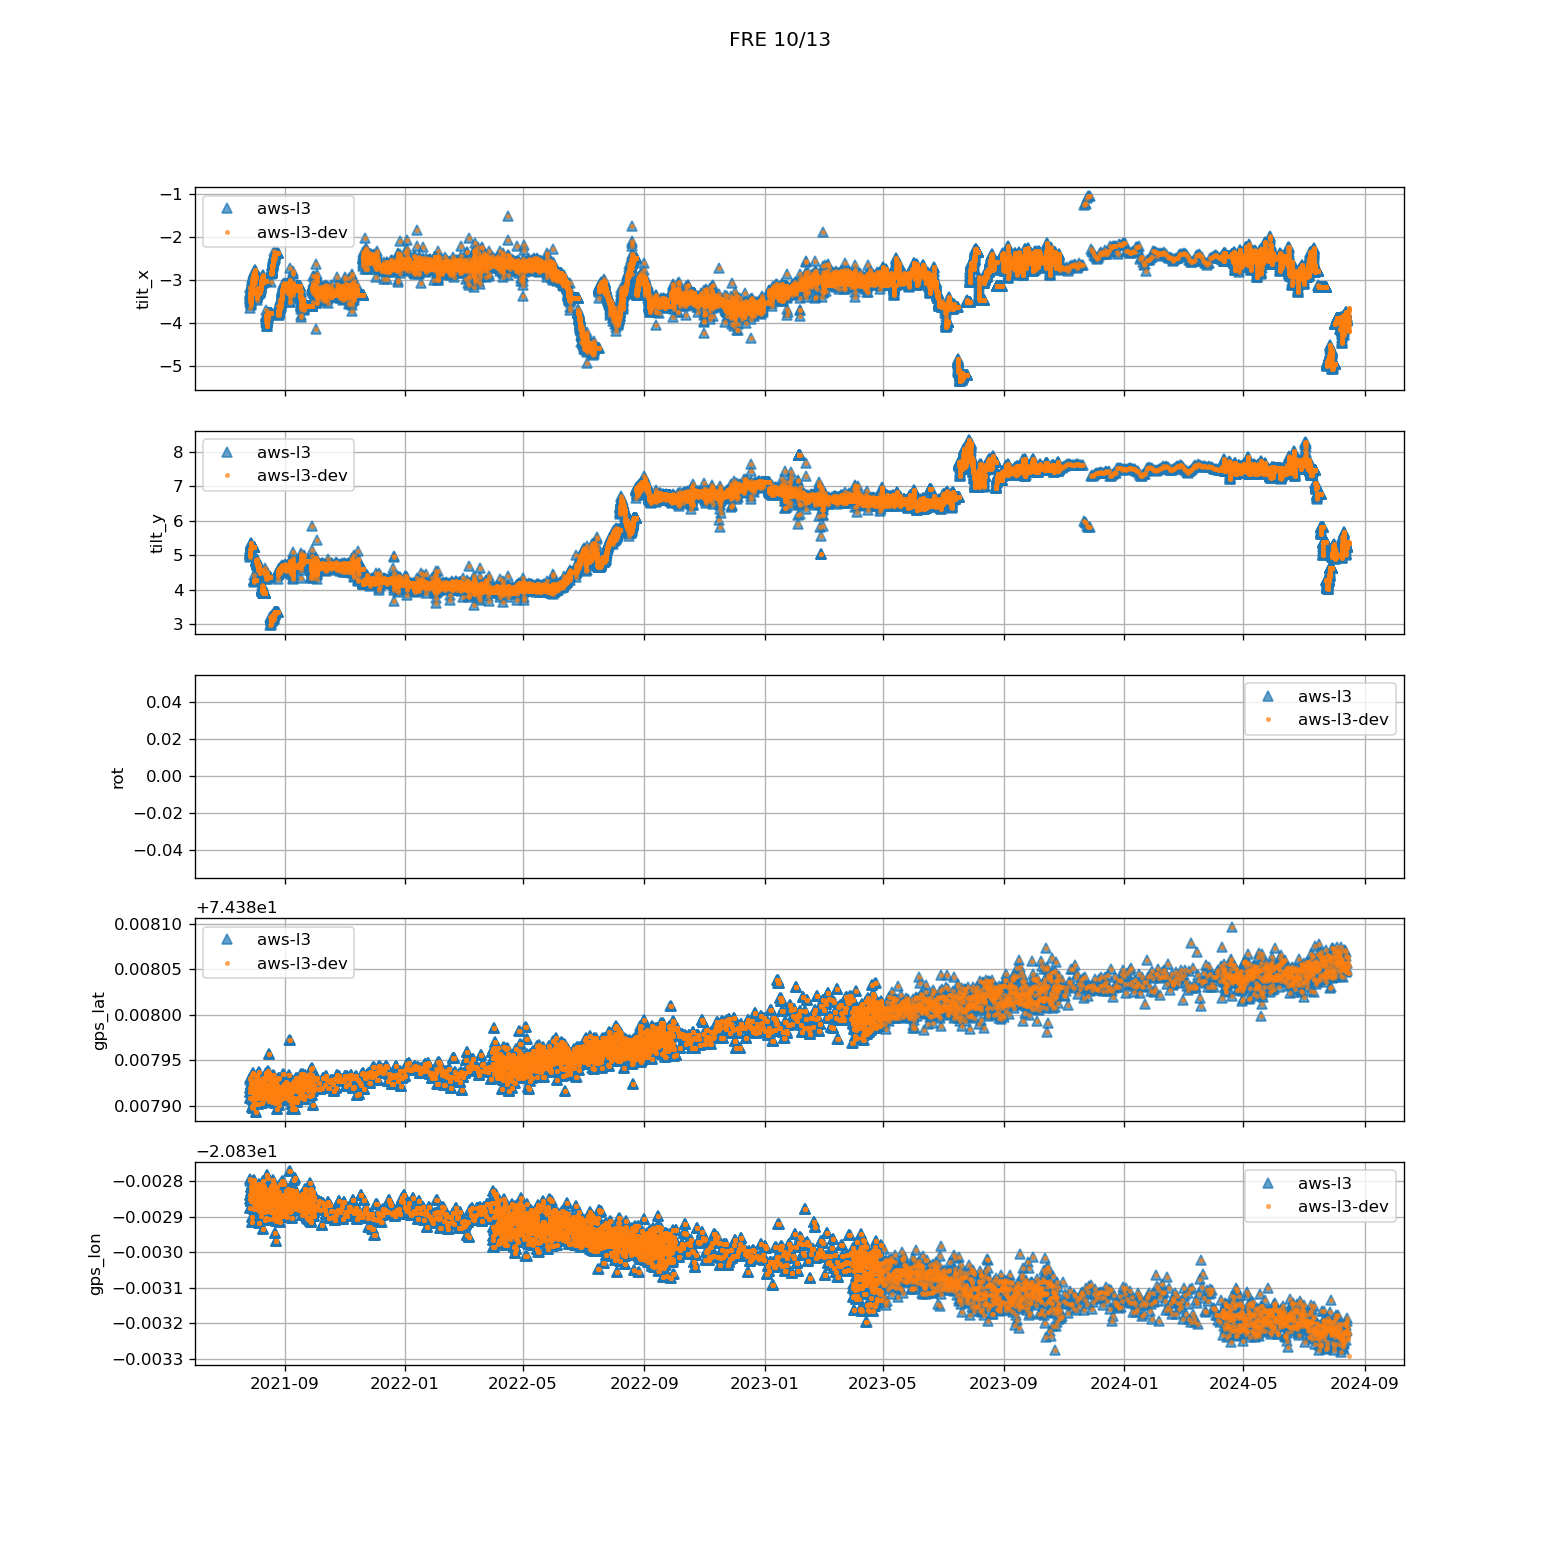 FRE 10/13
−1
−2
−3
−4
−5
tilt_x
aws-l3
aws-l3-dev
8
7
6
5
4
3
tilt_y
aws-l3
aws-l3-dev
0.04
0.02
0.00
−0.02
−0.04
rot
aws-l3
aws-l3-dev
+7.438e1
0.00810
0.00805
0.00800
0.00795
0.00790
gps_lat
aws-l3
aws-l3-dev
−2.083e1
−0.0028
−0.0029
−0.0030
−0.0031
−0.0032
−0.0033
gps_lon
aws-l3
aws-l3-dev
2021-09 2022-01 2022-05 2022-09 2023-01 2023-05 2023-09 2024-01 2024-05 2024-09